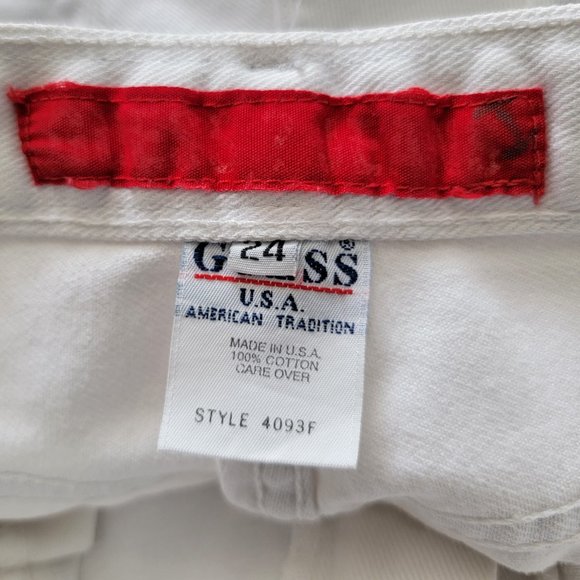 24
G SS®
U.S.A.
AMERICAN TRADITION
MADE IN U.S.A.
100% COTTON
CARE OVER
STYLE 4093F